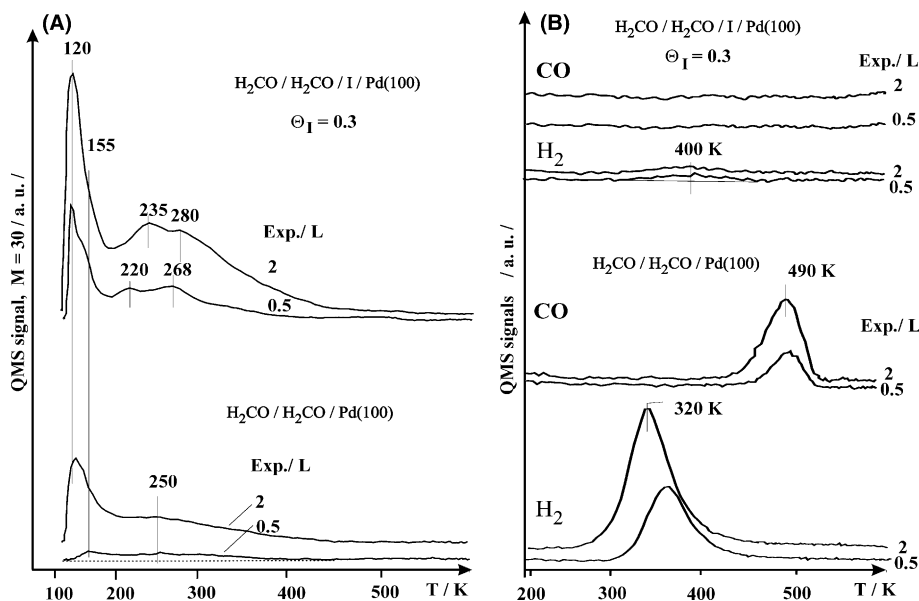 (A)
120
H₂CO / H₂CO / I / Pd(100)
Θ_I = 0.3
155
235 280
Exp./ L
220 268
2
0.5
H₂CO / H₂CO / Pd(100)
Exp./ L
250
2
0.5
100 200 300 400 500 T / K
QMS signal, M = 30 / a. u. /
(B)
H₂CO / H₂CO / I / Pd(100)
Θ_I = 0.3
Exp./ L
CO
2
0.5
H₂
400 K
2
0.5
H₂CO / H₂CO / Pd(100)
490 K
CO
Exp./ L
2
0.5
320 K
H₂
2
0.5
200 300 400 500 T / K
QMS signals / a. u. /